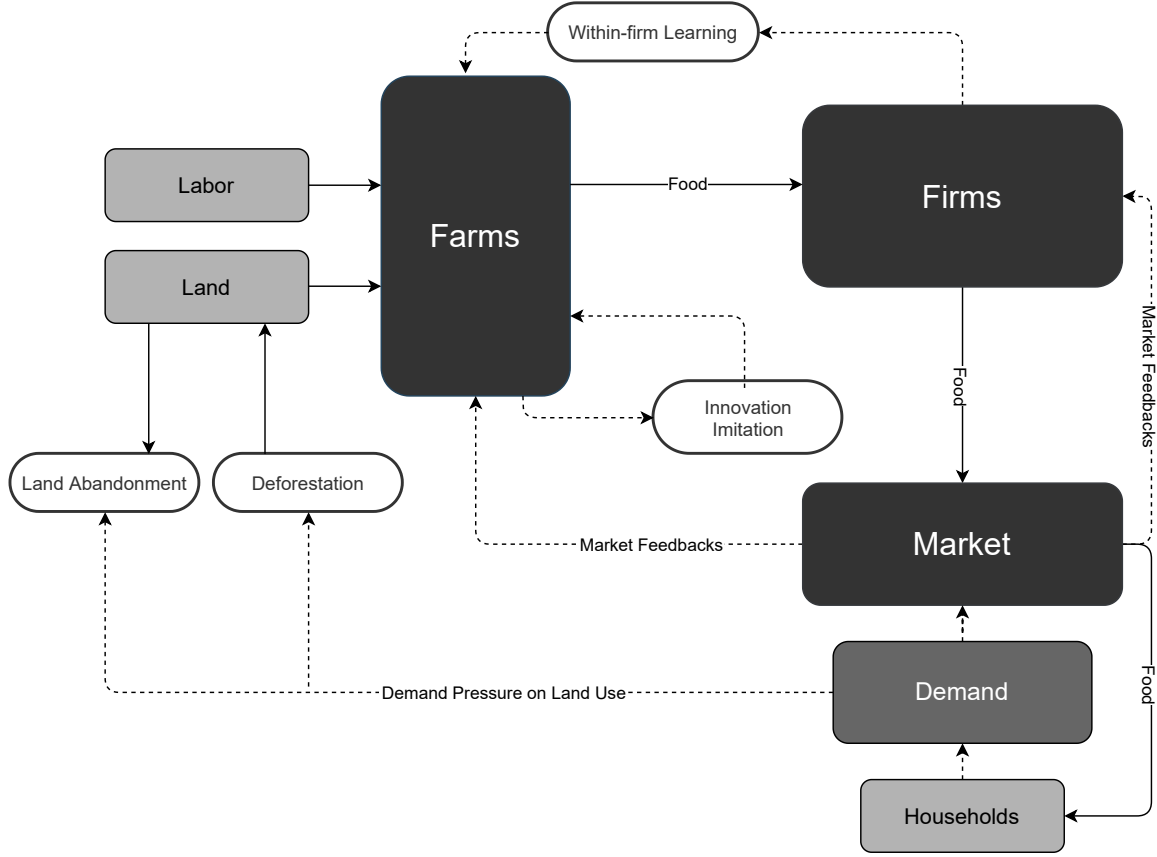 Within-firm Learning
Labor
Food
Firms
Farms
Land
Market Feedbacks
Food
Innovation
Imitation
Land Abandonment
Deforestation
Market Feedbacks
Market
Food
Demand Pressure on Land Use
Demand
Households